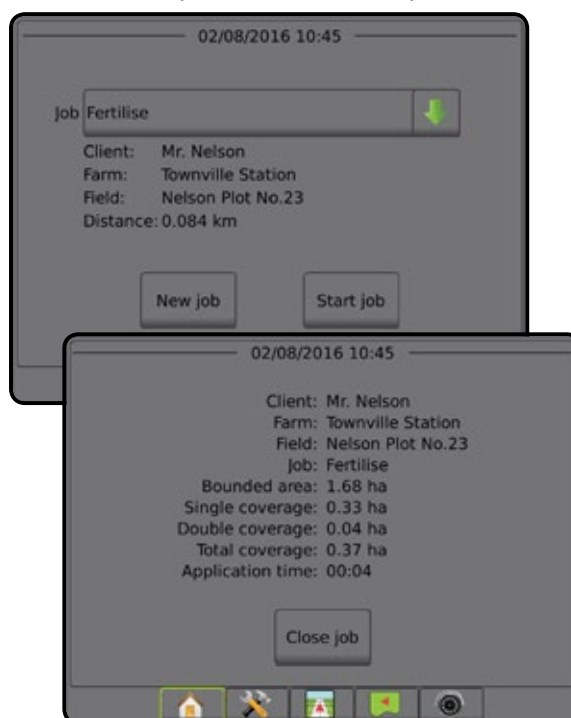 02/08/2016 10:45
Job Fertilise
Client: Mr. Nelson
Farm: Townville Station
Field: Nelson Plot No.23
Distance: 0.084 km
New job Start job
02/08/2016 10:45
Client: Mr. Nelson
Farm: Townville Station
Field: Nelson Plot No.23
Job: Fertilise
Bounded area: 1.68 ha
Single coverage: 0.33 ha
Double coverage: 0.04 ha
Total coverage: 0.37 ha
Application time: 00:04
Close job